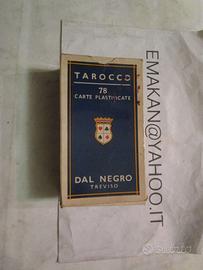 TAROCCO
78
CARTE PLASTIFICATE
DAL NEGRO
TREVISO
EMAKAN@YAHOO.IT